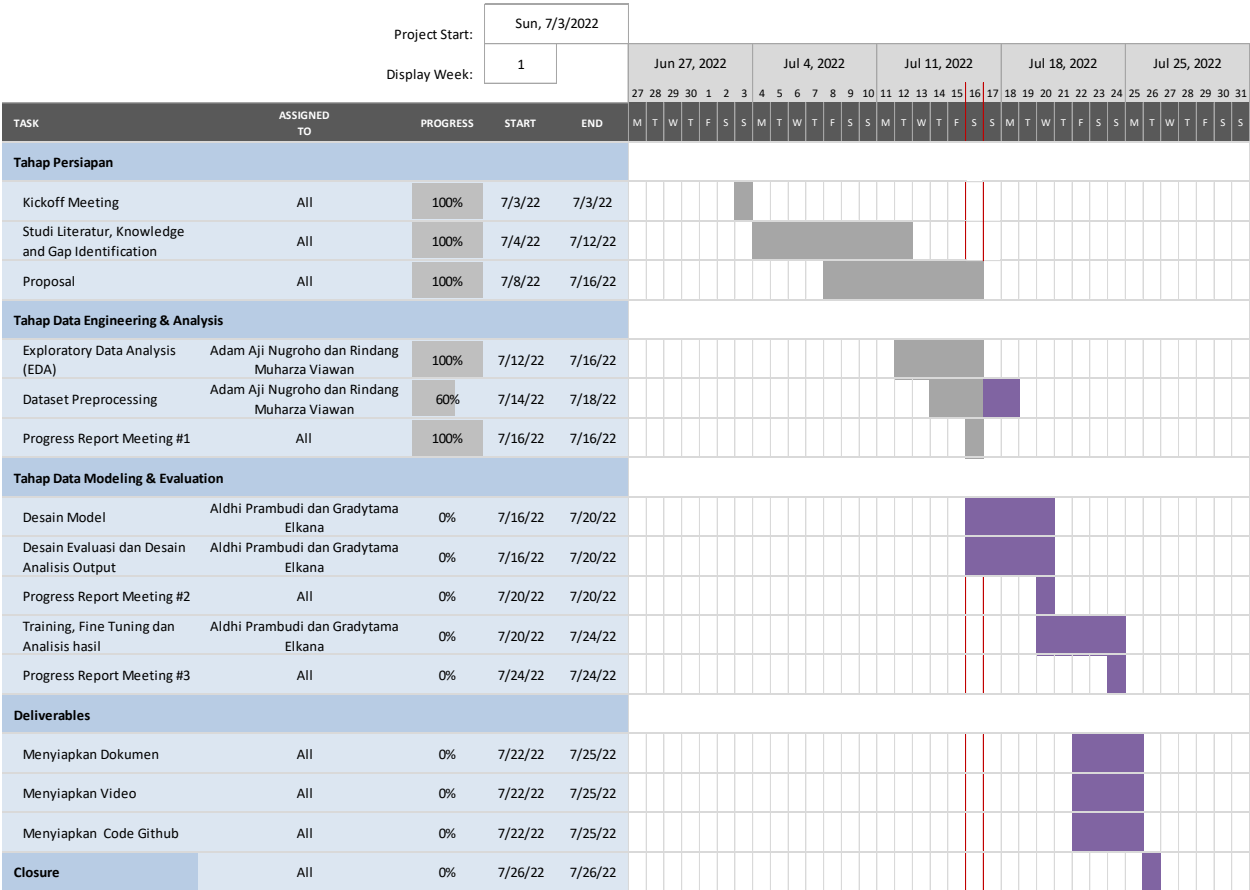 Project Start: Sun, 7/3/2022
Display Week: 1
Jun 27, 2022 Jul 4, 2022 Jul 11, 2022 Jul 18, 2022 Jul 25, 2022
27 28 29 30 1 2 3 4 5 6 7 8 9 10 11 12 13 14 15 16 17 18 19 20 21 22 23 24 25 26 27 28 29 30 31
TASK ASSIGNED TO PROGRESS START END M T W T F S S M T W T F S S M T W T F S S M T W T F S S M T W T F S S
Tahap Persiapan
Kickoff Meeting All 100% 7/3/22 7/3/22
Studi Literatur, Knowledge
and Gap Identification All 100% 7/4/22 7/12/22
Proposal All 100% 7/8/22 7/16/22
Tahap Data Engineering & Analysis
Exploratory Data Analysis
(EDA) Adam Aji Nugroho dan Rindang
Muharza Viawan 100% 7/12/22 7/16/22
Dataset Preprocessing Adam Aji Nugroho dan Rindang
Muharza Viawan 60% 7/14/22 7/18/22
Progress Report Meeting #1 All 100% 7/16/22 7/16/22
Tahap Data Modeling & Evaluation
Desain Model Aldhi Prambudi dan Gradytama
Elkana 0% 7/16/22 7/20/22
Desain Evaluasi dan Desain
Analisis Output Aldhi Prambudi dan Gradytama
Elkana 0% 7/16/22 7/20/22
Progress Report Meeting #2 All 0% 7/20/22 7/20/22
Training, Fine Tuning dan
Analisis hasil Aldhi Prambudi dan Gradytama
Elkana 0% 7/20/22 7/24/22
Progress Report Meeting #3 All 0% 7/24/22 7/24/22
Deliverables
Menyiapkan Dokumen All 0% 7/22/22 7/25/22
Menyiapkan Video All 0% 7/22/22 7/25/22
Menyiapkan Code Github All 0% 7/22/22 7/25/22
Closure All 0% 7/26/22 7/26/22